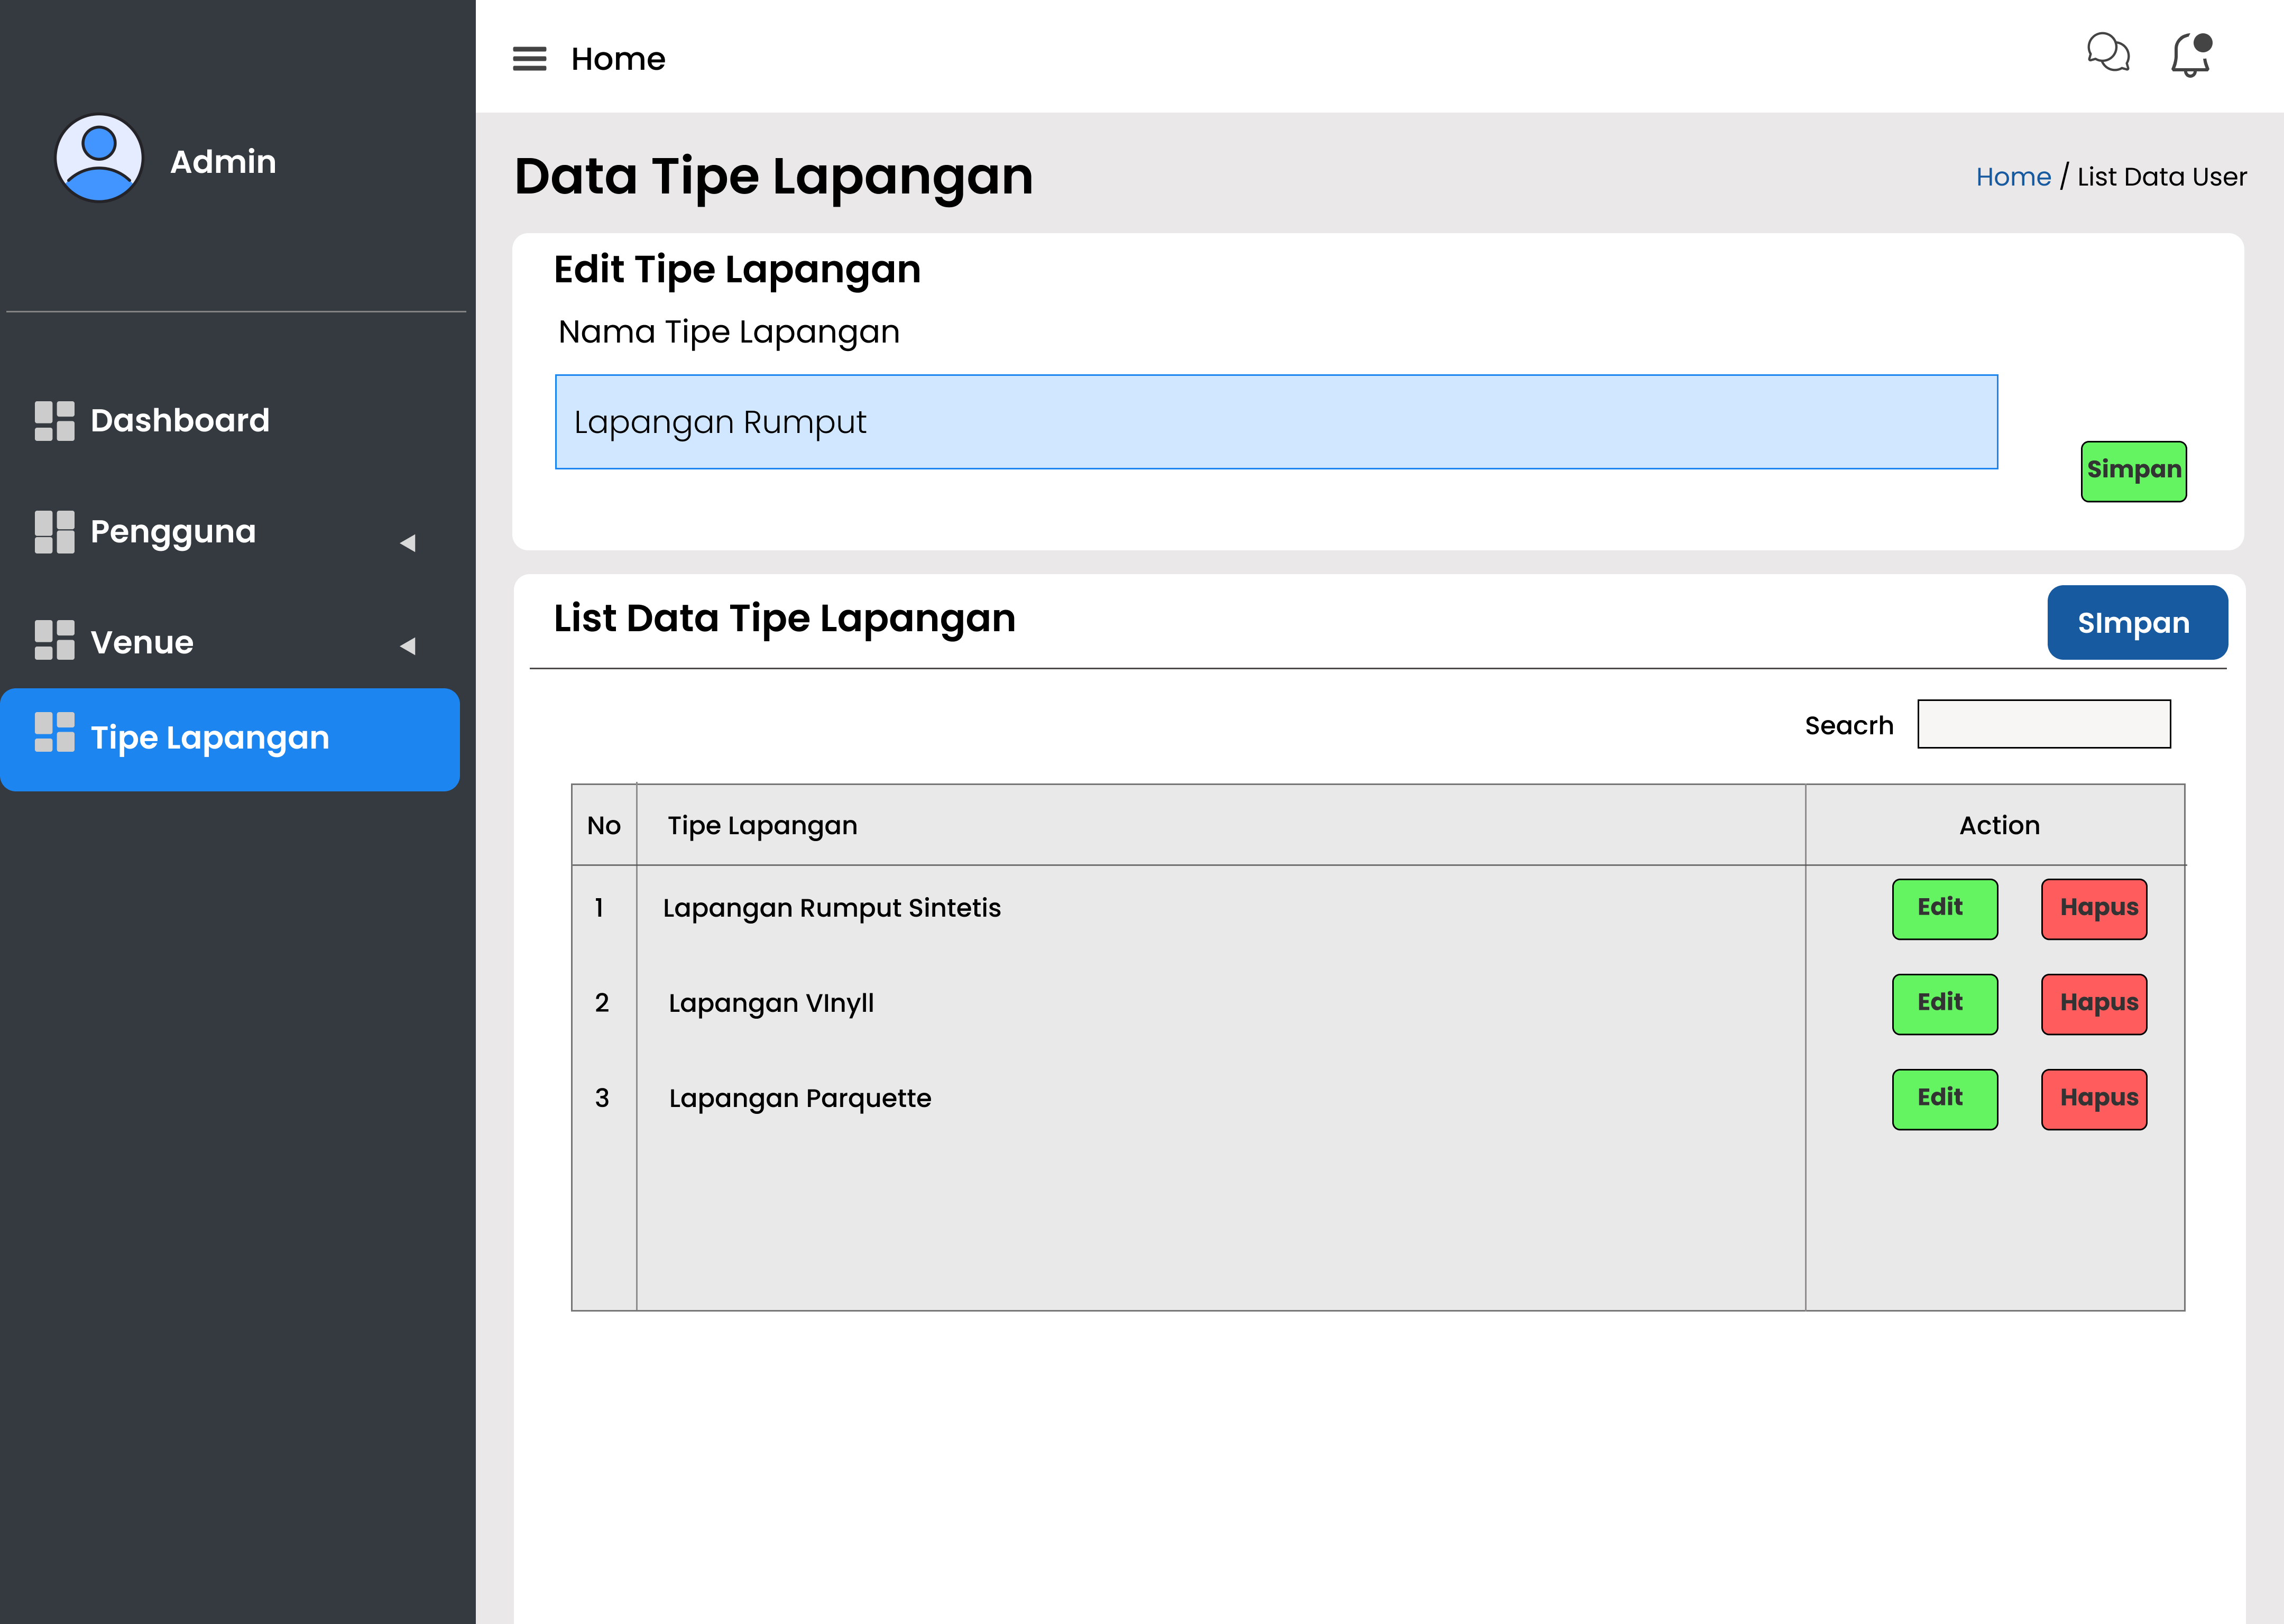 Home
Admin
Data Tipe Lapangan
Home / List Data User
Edit Tipe Lapangan
Nama Tipe Lapangan
Lapangan Rumput
Simpan
Dashboard
Pengguna
Venue
Tipe Lapangan
List Data Tipe Lapangan
SImpan
Seacrh
No Tipe Lapangan Action
1 Lapangan Rumput Sintetis Edit Hapus
2 Lapangan VInyll Edit Hapus
3 Lapangan Parquette Edit Hapus